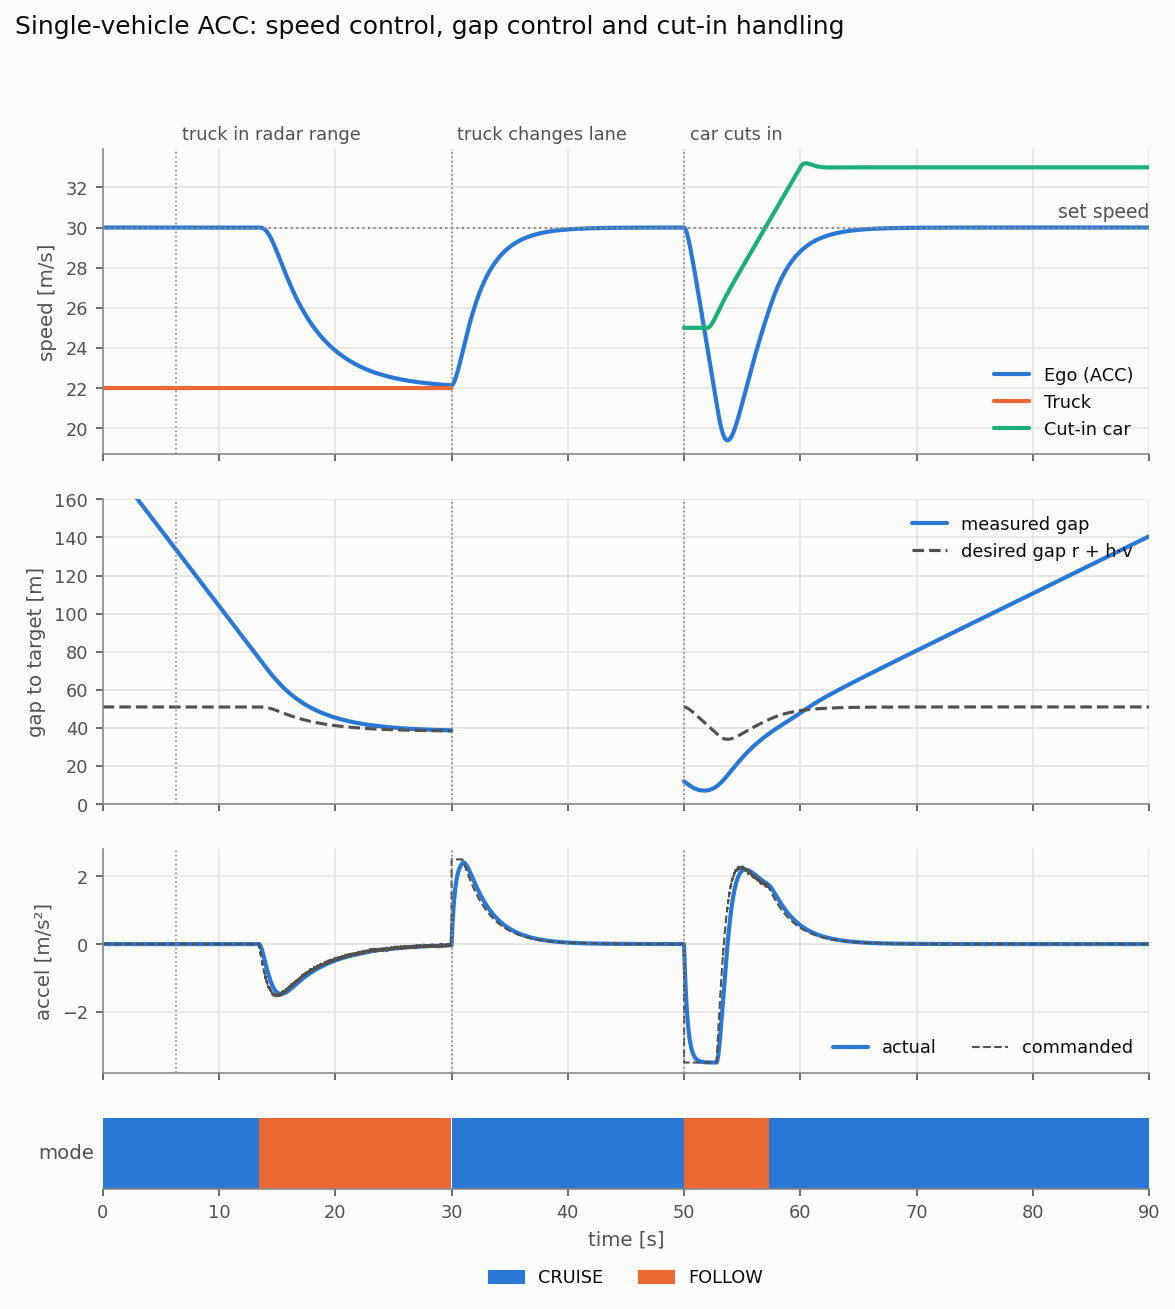 Single-vehicle ACC: speed control, gap control and cut-in handling
truck in radar range
truck changes lane
car cuts in
32
30
28
26
24
22
20
speed [m/s]
set speed
Ego (ACC)
Truck
Cut-in car
160
140
120
100
80
60
40
20
0
gap to target [m]
measured gap
desired gap r + h·v
2
0
−2
accel [m/s²]
actual
commanded
mode
0 10 20 30 40 50 60 70 80 90
time [s]
CRUISE
FOLLOW